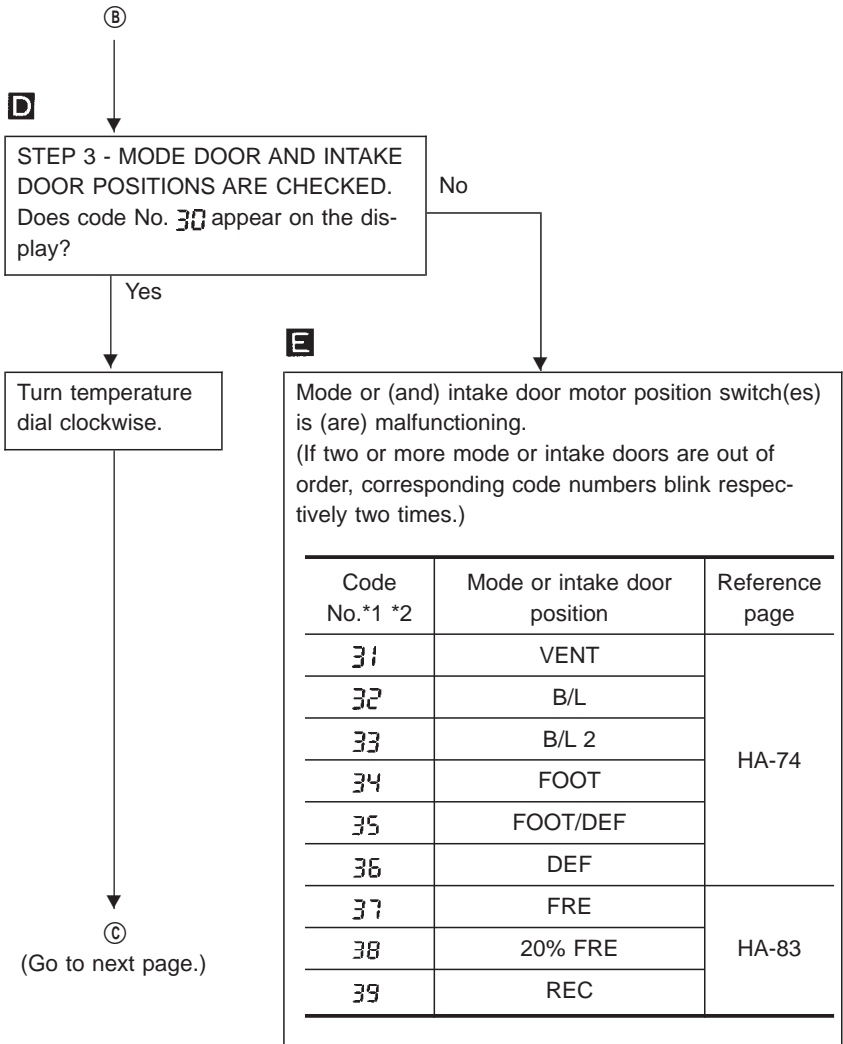 Ⓑ
D
STEP 3 - MODE DOOR AND INTAKE
DOOR POSITIONS ARE CHECKED.
Does code No. 30 appear on the dis-
play?
No
Yes
Turn temperature
dial clockwise.
Ⓒ
(Go to next page.)
E
Mode or (and) intake door motor position switch(es)
is (are) malfunctioning.
(If two or more mode or intake doors are out of
order, corresponding code numbers blink respec-
tively two times.)
Code Mode or intake door Reference
No.*1 *2 position page
31 VENT
32 B/L
33 B/L 2
HA-74
34 FOOT
35 FOOT/DEF
36 DEF
37 FRE
38 20% FRE HA-83
39 REC